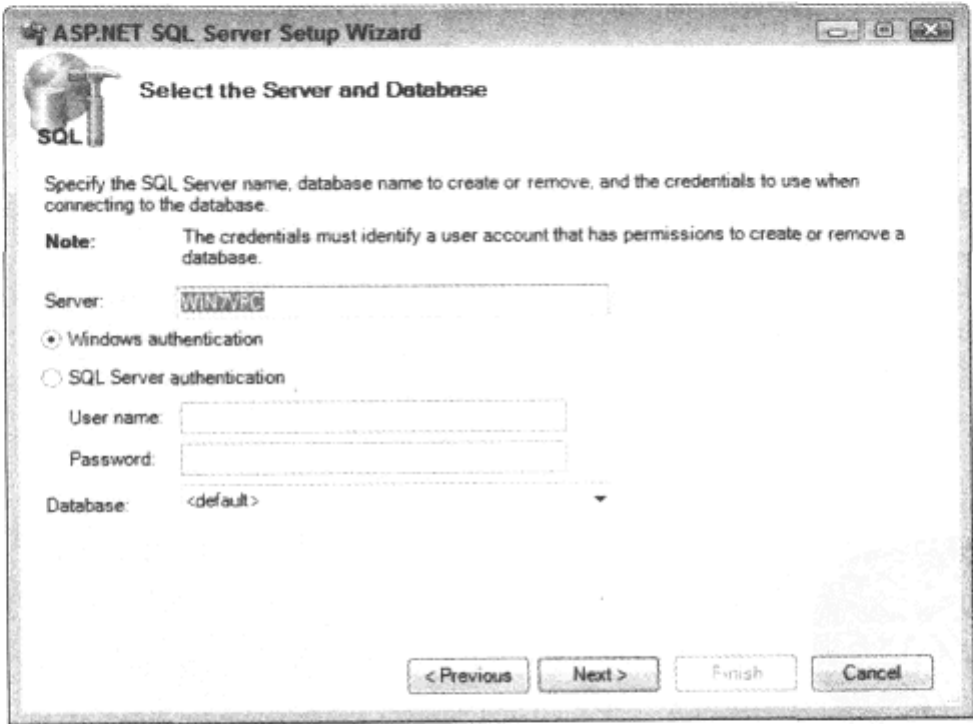 ASP.NET SQL Server Setup Wizard
SQL
Select the Server and Database
Specify the SQL Server name, database name to create or remove, and the credentials to use when
connecting to the database.
Note: The credentials must identify a user account that has permissions to create or remove a
database.
Server: WIN7VPC
Windows authentication
SQL Server authentication
User name:
Password:
Database: <default>
< Previous Next > Finish Cancel